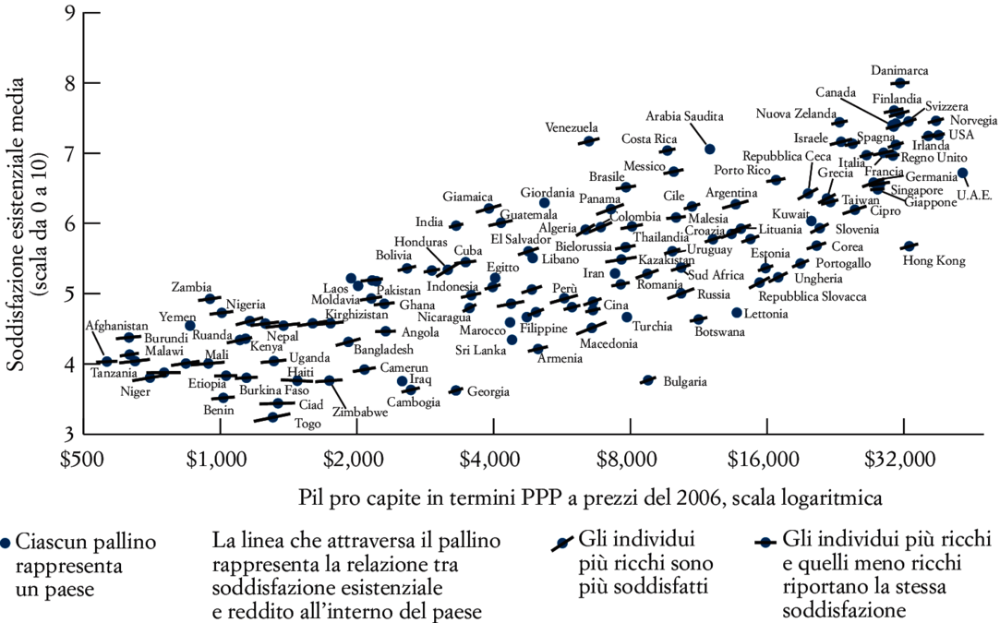 Soddisfazione esistenziale media
(scala da 0 a 10)
9
8
7
6
5
4
3
Danimarca
Canada
Finlandia
Svizzera
Nuova Zelanda
Norvegia
Arabia Saudita
Venezuela
Israele
Spagna
USA
Costa Rica
Irlanda
Repubblica Ceca
Italia
Regno Unito
Messico
Porto Rico
Grecia
Francia
Germania
Brasile
Singapore
U.A.E.
Giamaica
Giordania
Panama
Cile
Argentina
Taiwan
Giappone
Guatemala
Colombia
Malesia
Kuwait
Cipro
India
Algeria
Croazia
Lituania
Slovenia
El Salvador
Thailandia
Honduras
Cuba
Bielorussia
Uruguay
Corea
Bolivia
Libano
Kazakistan
Estonia
Hong Kong
Egitto
Iran
Sud Africa
Portogallo
Zambia
Laos
Pakistan
Indonesia
Romania
Ungheria
Nigeria
Moldavia
Ghana
Perù
Cina
Russia
Repubblica Slovacca
Yemen
Kirghizistan
Nicaragua
Lettonia
Afghanistan
Ruanda
Nepal
Angola
Marocco
Filippine
Turchia
Botswana
Burundi
Kenya
Bangladesh
Sri Lanka
Macedonia
Malawi
Mali
Uganda
Armenia
Tanzania
Haiti
Camerun
Niger
Etiopia
Burkina Faso
Iraq
Bulgaria
Benin
Ciad
Zimbabwe
Cambogia
Georgia
Togo
$500
$1,000
$2,000
$4,000
$8,000
$16,000
$32,000
Pil pro capite in termini PPP a prezzi del 2006, scala logaritmica
Ciascun pallino
rappresenta
un paese
La linea che attraversa il pallino
rappresenta la relazione tra
soddisfazione esistenziale
e reddito all'interno del paese
Gli individui
più ricchi sono
più soddisfatti
Gli individui più ricchi
e quelli meno ricchi
riportano la stessa
soddisfazione